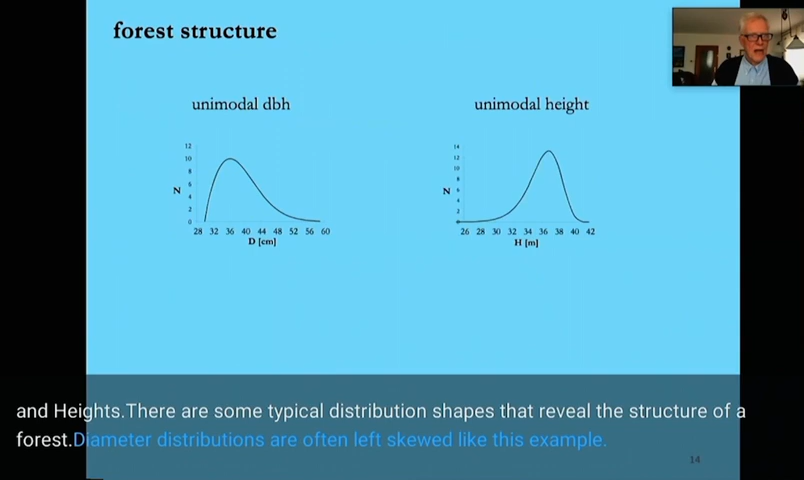 forest structure
unimodal dbh
unimodal height
12
10
8
6
4
2
0
N
28 32 36 40 44 48 52 56 60
D [cm]
14
12
10
8
6
4
2
0
N
26 28 30 32 34 36 38 40 42
H [m]
and Heights.There are some typical distribution shapes that reveal the structure of a
forest.Diameter distributions are often left skewed like this example.
14